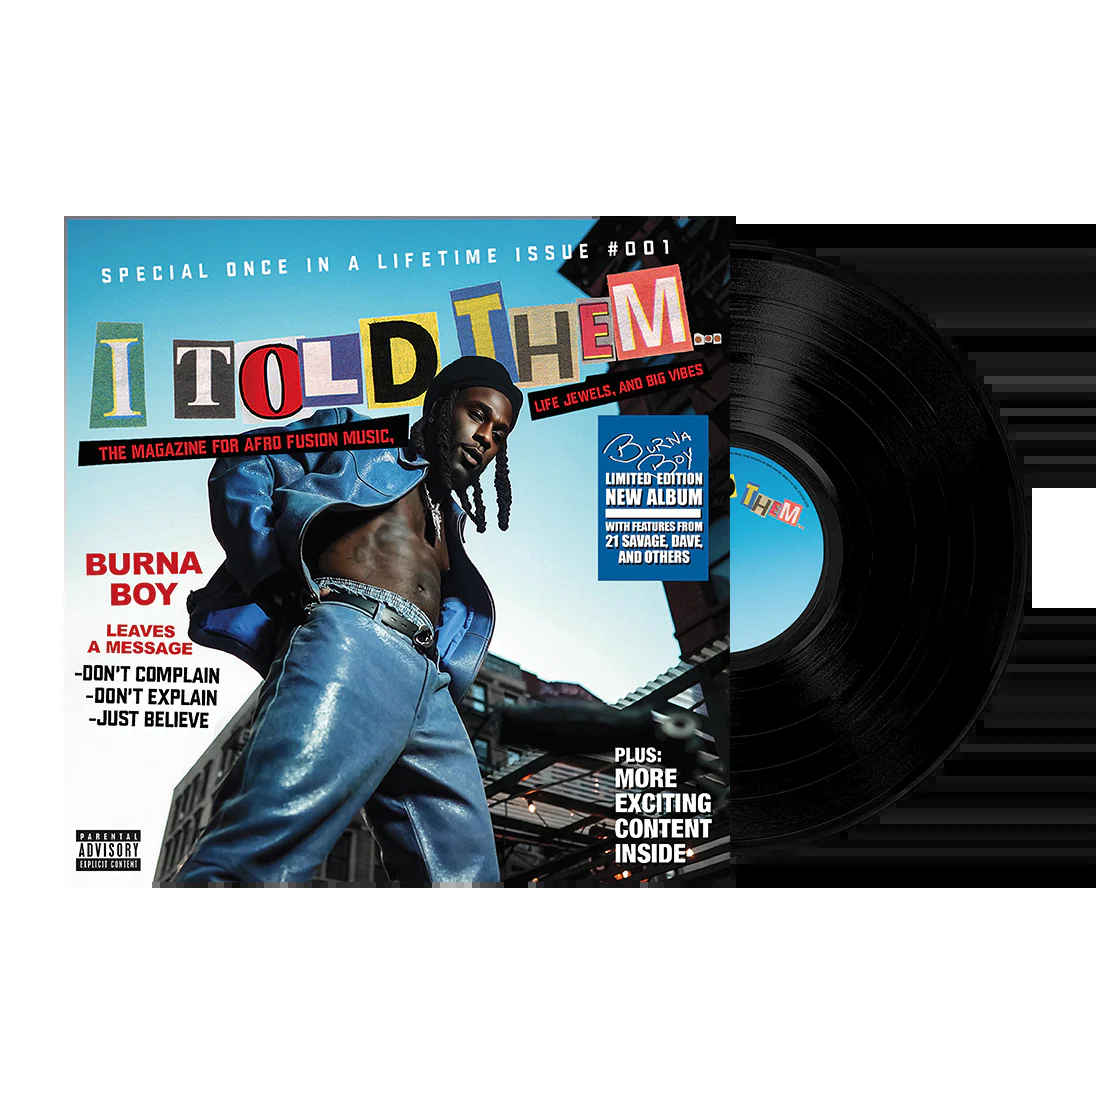 SPECIAL ONCE IN A LIFETIME ISSUE #001
I TOLD THEM...
THE MAGAZINE FOR AFRO FUSION MUSIC,
LIFE JEWELS, AND BIG VIBES
BURNA
BOY
LIMITED EDITION
NEW ALBUM
WITH FEATURES FROM
21 SAVAGE, DAVE,
AND OTHERS
BURNA
BOY
LEAVES
A MESSAGE
-DON'T COMPLAIN
-DON'T EXPLAIN
-JUST BELIEVE
PLUS:
MORE
EXCITING
CONTENT
INSIDE
PARENTAL
ADVISORY
EXPLICIT CONTENT
THEM...